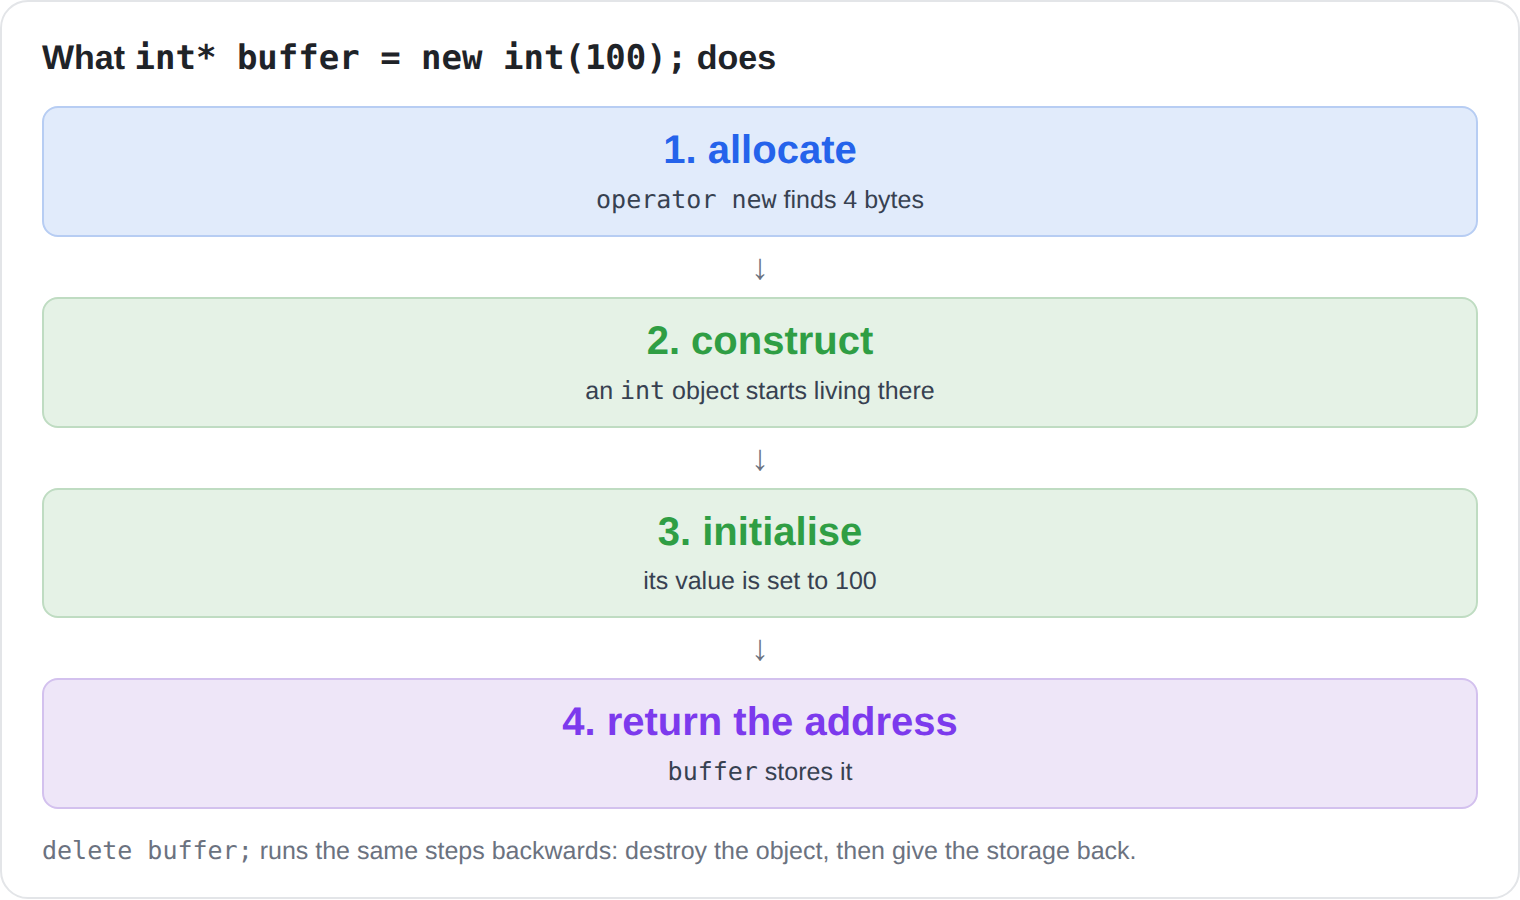 What int* buffer = new int(100); does
1. allocate
operator new finds 4 bytes
↓
2. construct
an int object starts living there
↓
3. initialise
its value is set to 100
↓
4. return the address
buffer stores it
delete buffer; runs the same steps backwards: destroy the object, then give the storage back.